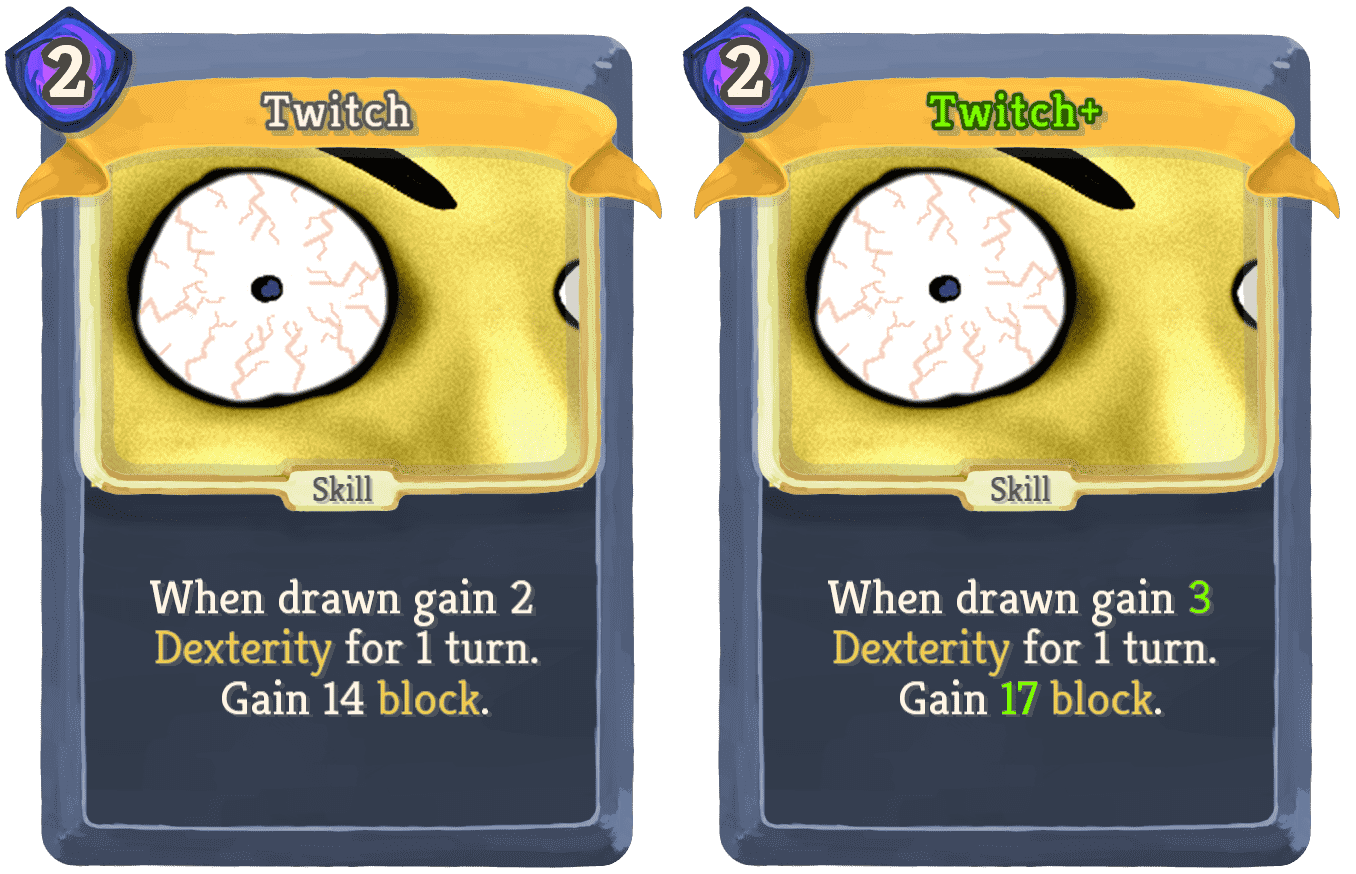 2
Twitch
Skill
When drawn gain 2
Dexterity for 1 turn.
Gain 14 block.
2
Twitch+
Skill
When drawn gain 3
Dexterity for 1 turn.
Gain 17 block.